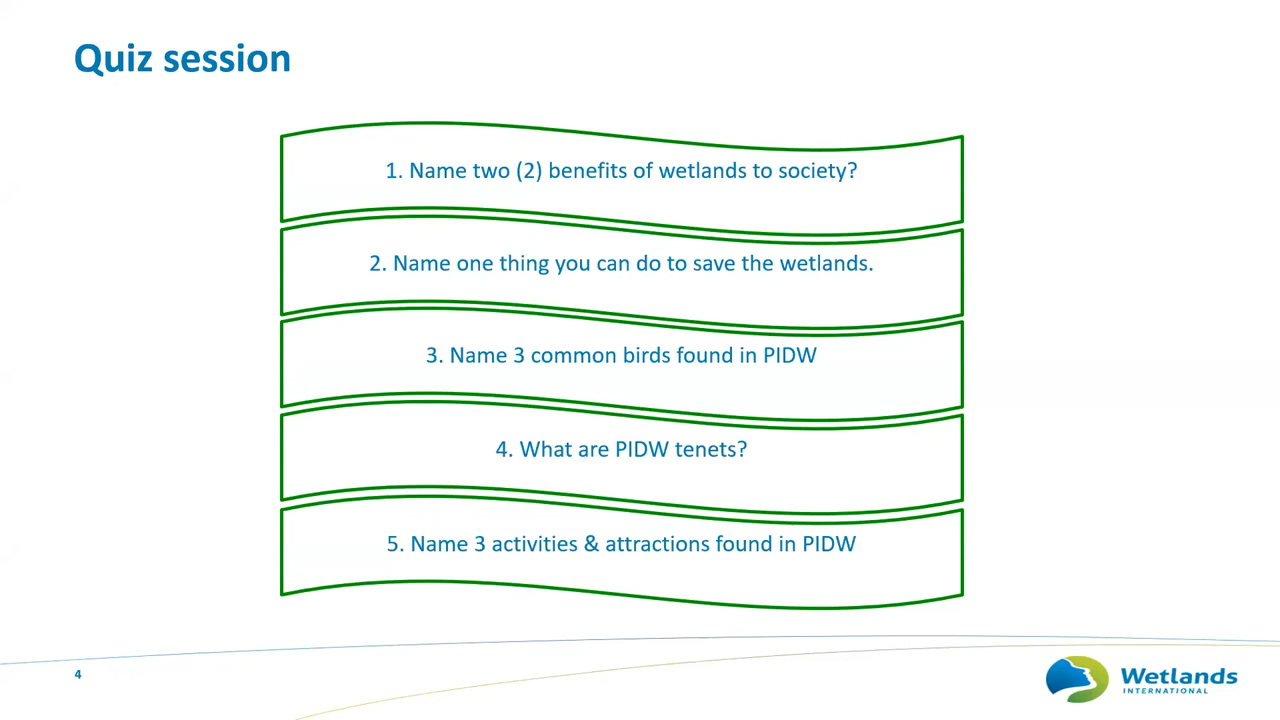 Quiz session
1. Name two (2) benefits of wetlands to society?
2. Name one thing you can do to save the wetlands.
3. Name 3 common birds found in PIDW
4. What are PIDW tenets?
5. Name 3 activities & attractions found in PIDW
4
Wetlands
INTERNATIONAL